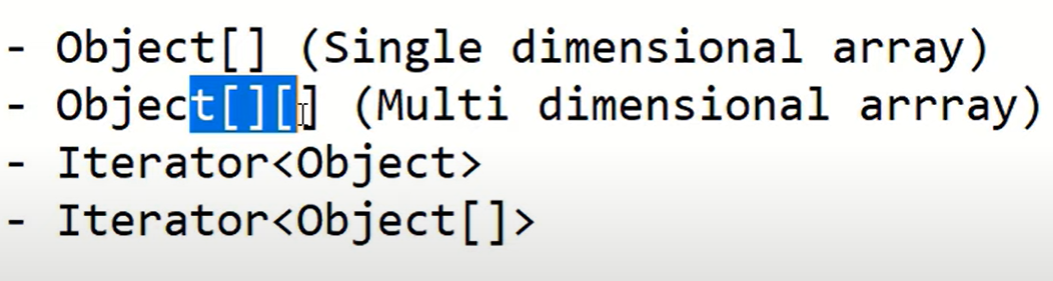 - Object[] (Single dimensional array)
- Object[][] (Multi dimensional arrray)
- Iterator<Object>
- Iterator<Object[]>